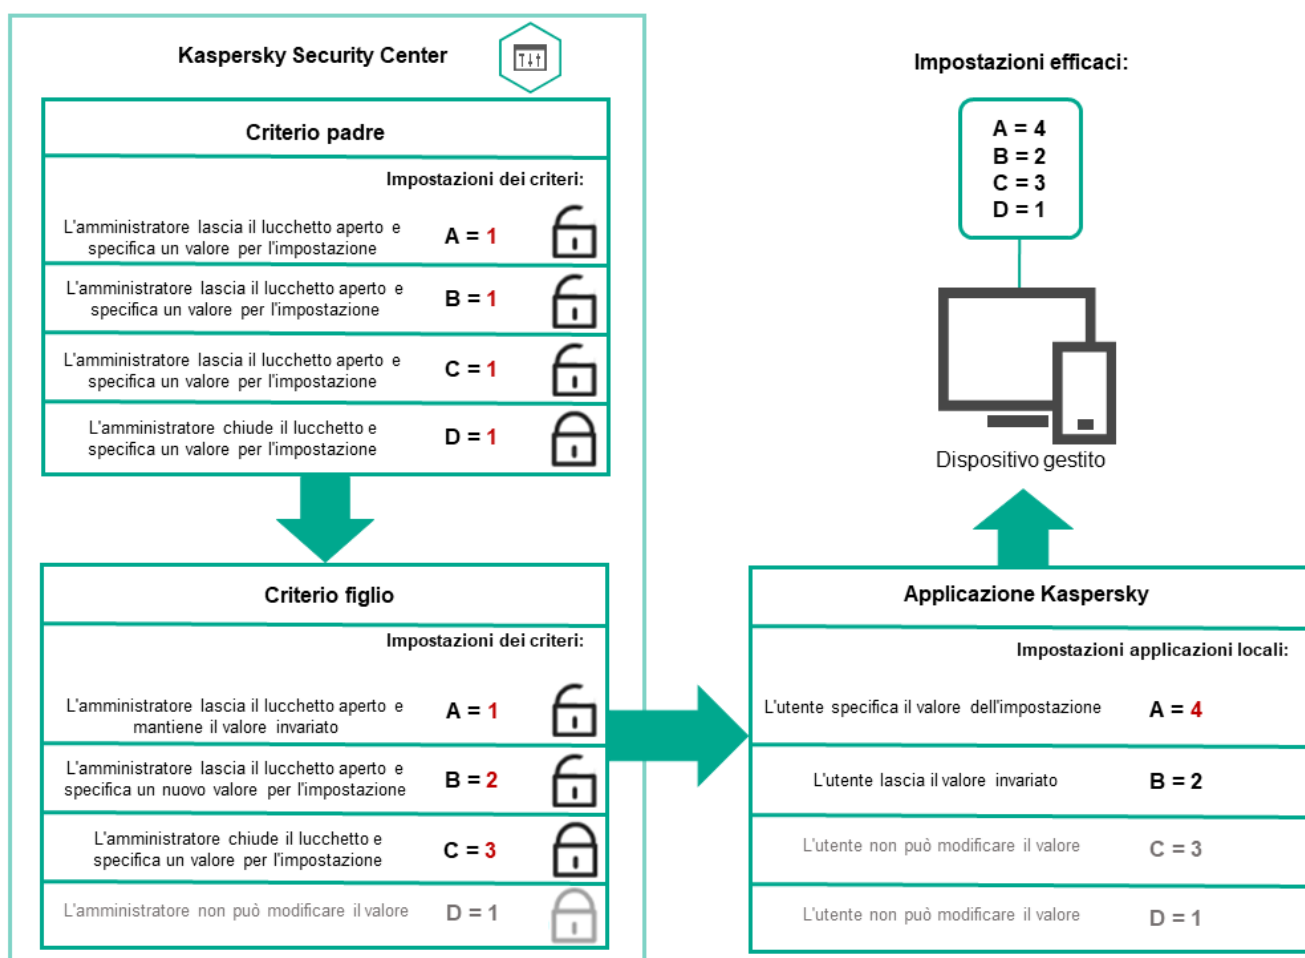 Kaspersky Security Center
Criterio padre
Impostazioni dei criteri:
L'amministratore lascia il lucchetto aperto e
specifica un valore per l'impostazione
A = 1
L'amministratore lascia il lucchetto aperto e
specifica un valore per l'impostazione
B = 1
L'amministratore lascia il lucchetto aperto e
specifica un valore per l'impostazione
C = 1
L'amministratore chiude il lucchetto e
specifica un valore per l'impostazione
D = 1
Criterio figlio
Impostazioni dei criteri:
L'amministratore lascia il lucchetto aperto e
mantiene il valore invariato
A = 1
L'amministratore lascia il lucchetto aperto e
specifica un nuovo valore per l'impostazione
B = 2
L'amministratore chiude il lucchetto e
specifica un valore per l'impostazione
C = 3
L'amministratore non può modificare il valore
D = 1
Impostazioni efficaci:
A = 4
B = 2
C = 3
D = 1
Dispositivo gestito
Applicazione Kaspersky
Impostazioni applicazioni locali:
L'utente specifica il valore dell'impostazione
A = 4
L'utente lascia il valore invariato
B = 2
L'utente non può modificare il valore
C = 3
L'utente non può modificare il valore
D = 1